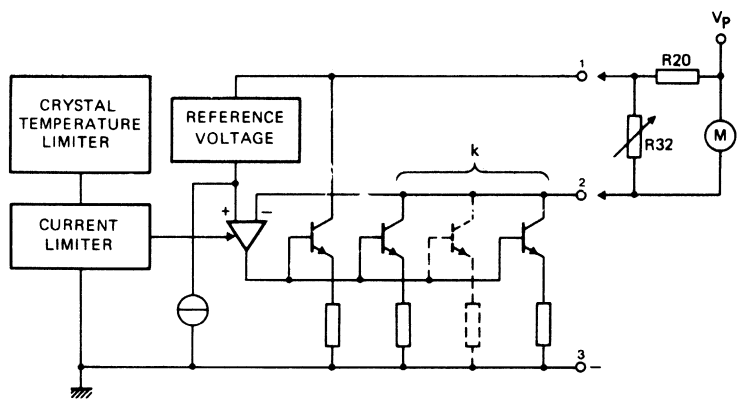 Vp
1
R20
CRYSTAL
TEMPERATURE
LIMITER
REFERENCE
VOLTAGE
R32
M
k
2
+ −
CURRENT
LIMITER
3
−